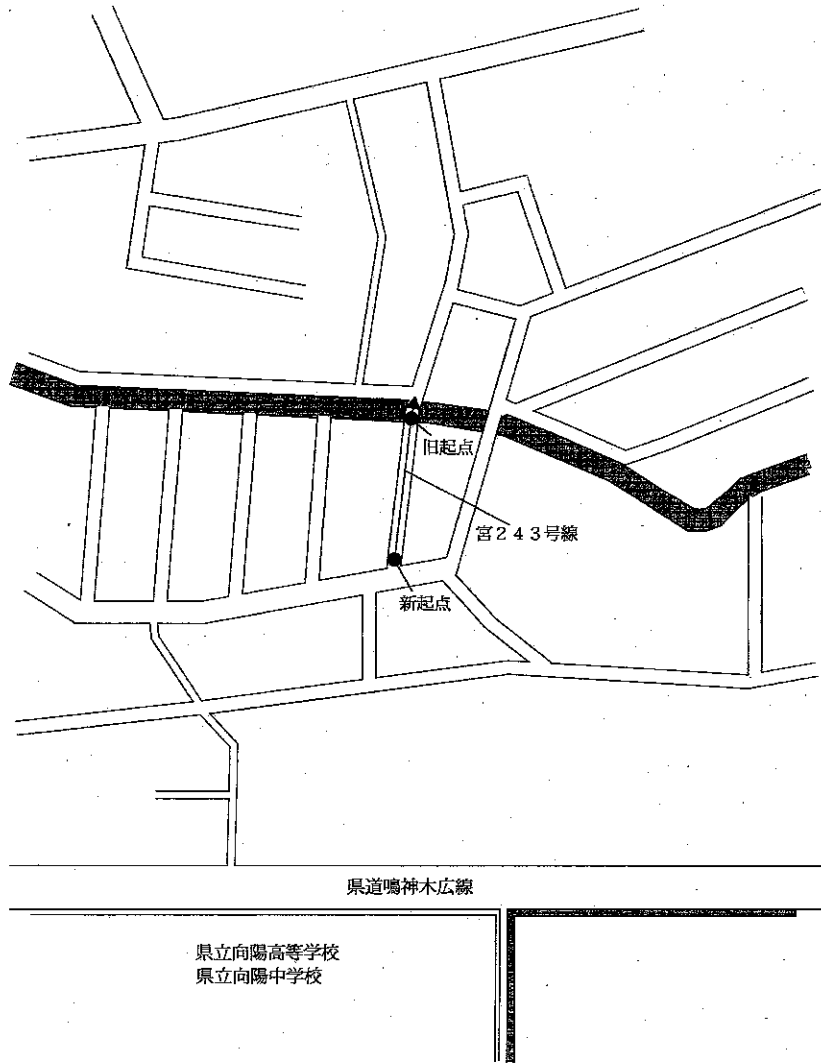 旧起点
宮２４３号線
新起点
県道鳴神木広線
県立向陽高等学校
県立向陽中学校